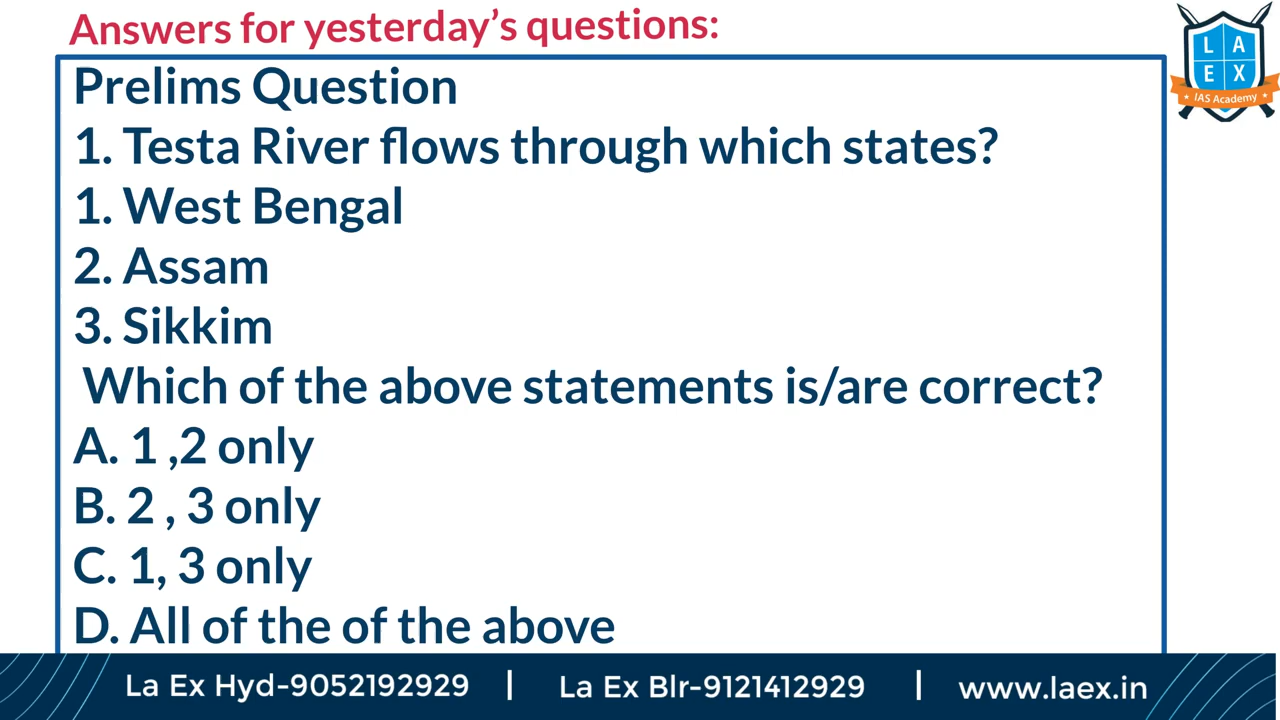 Answers for yesterday's questions:
L A
E X
IAS Academy
Prelims Question
1. Testa River flows through which states?
1. West Bengal
2. Assam
3. Sikkim
Which of the above statements is/are correct?
A. 1 ,2 only
B. 2 , 3 only
C. 1, 3 only
D. All of the of the above
La Ex Hyd-9052192929 | La Ex Blr-9121412929 | www.laex.in